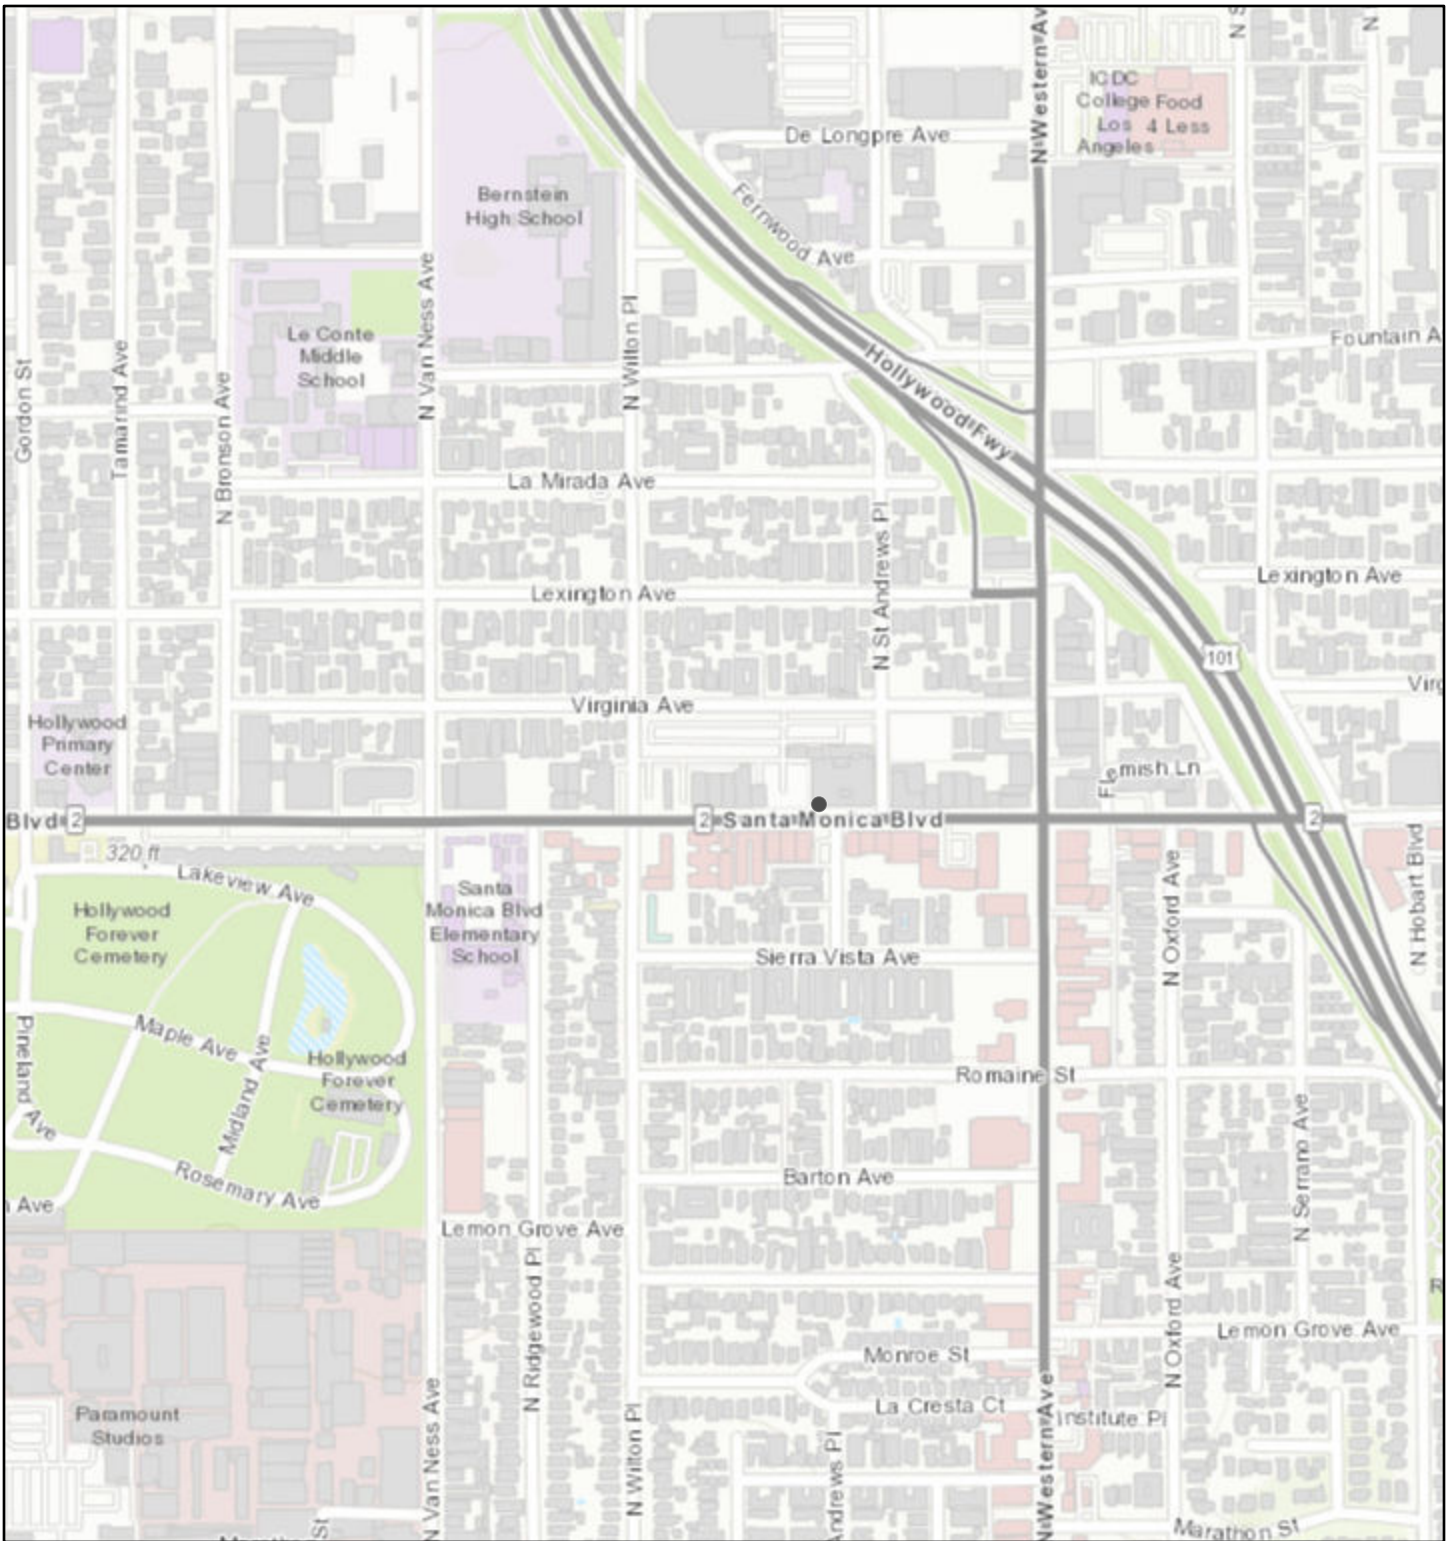 N Western Av
N S
N
ICDC
College
Los
Angeles
Food
4 Less
De Longpre Ave
Bernstein
High School
Fernwood Ave
N Van Ness Ave
N Wilton Pl
Le Conte
Middle
School
Fountain A
Gordon St
Tamarind Ave
N Bronson Ave
Hollywood Fwy
La Mirada Ave
N St Andrews Pl
Lexington Ave
Lexington Ave
101
Virginia Ave
Virg
Hollywood
Primary
Center
Flemish Ln
Blvd
2
2
Santa Monica Blvd
2
320 ft
Lakeview Ave
Hollywood
Forever
Cemetery
Santa
Monica Blvd
Elementary
School
N Oxford Ave
N Hobart Blvd
Sierra Vista Ave
Pineland Ave
Maple Ave
Midland Ave
Hollywood
Forever
Cemetery
Romaine St
N Serrano Ave
Barton Ave
Rosemary Ave
Ave
Lemon Grove Ave
N Ridgewood Pl
N Oxford Ave
R
Lemon Grove Ave
Monroe St
La Cresta Ct
Institute Pl
Paramount
Studios
N Van Ness Ave
N Wilton Pl
Andrews Pl
N Western Ave
Marathon St
St